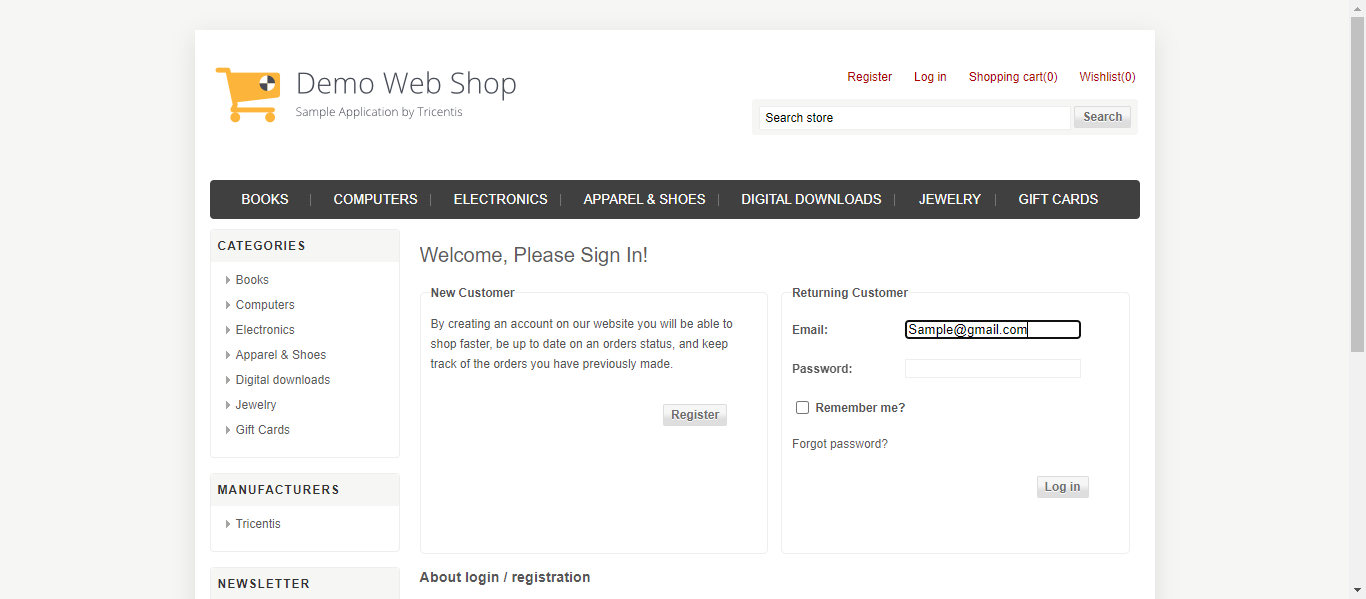 Demo Web Shop
Sample Application by Tricentis
Register Log in Shopping cart(0) Wishlist(0)
Search store Search
BOOKS COMPUTERS ELECTRONICS APPAREL & SHOES DIGITAL DOWNLOADS JEWELRY GIFT CARDS
CATEGORIES
Books
Computers
Electronics
Apparel & Shoes
Digital downloads
Jewelry
Gift Cards
MANUFACTURERS
Tricentis
NEWSLETTER
Welcome, Please Sign In!
New Customer
By creating an account on our website you will be able to
shop faster, be up to date on an orders status, and keep
track of the orders you have previously made.
Register
Returning Customer
Email: Sample@gmail.com
Password:
Remember me?
Forgot password?
Log in
About login / registration